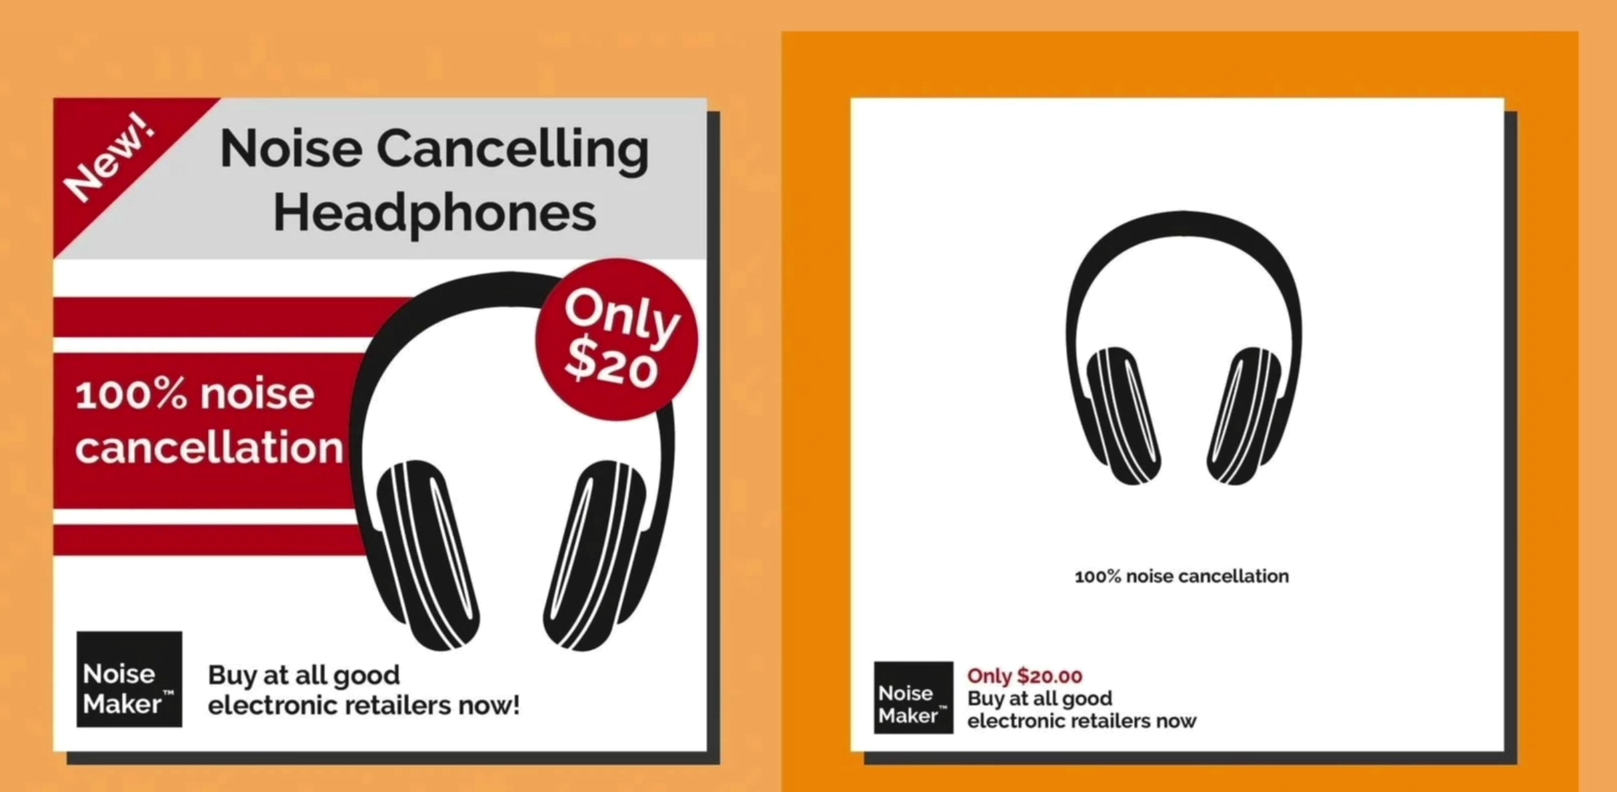 New!
Noise Cancelling
Headphones
Only
$20
100% noise
cancellation
Noise
Maker™
Buy at all good
electronic retailers now!
100% noise cancellation
Noise
Maker™
Only $20.00
Buy at all good
electronic retailers now